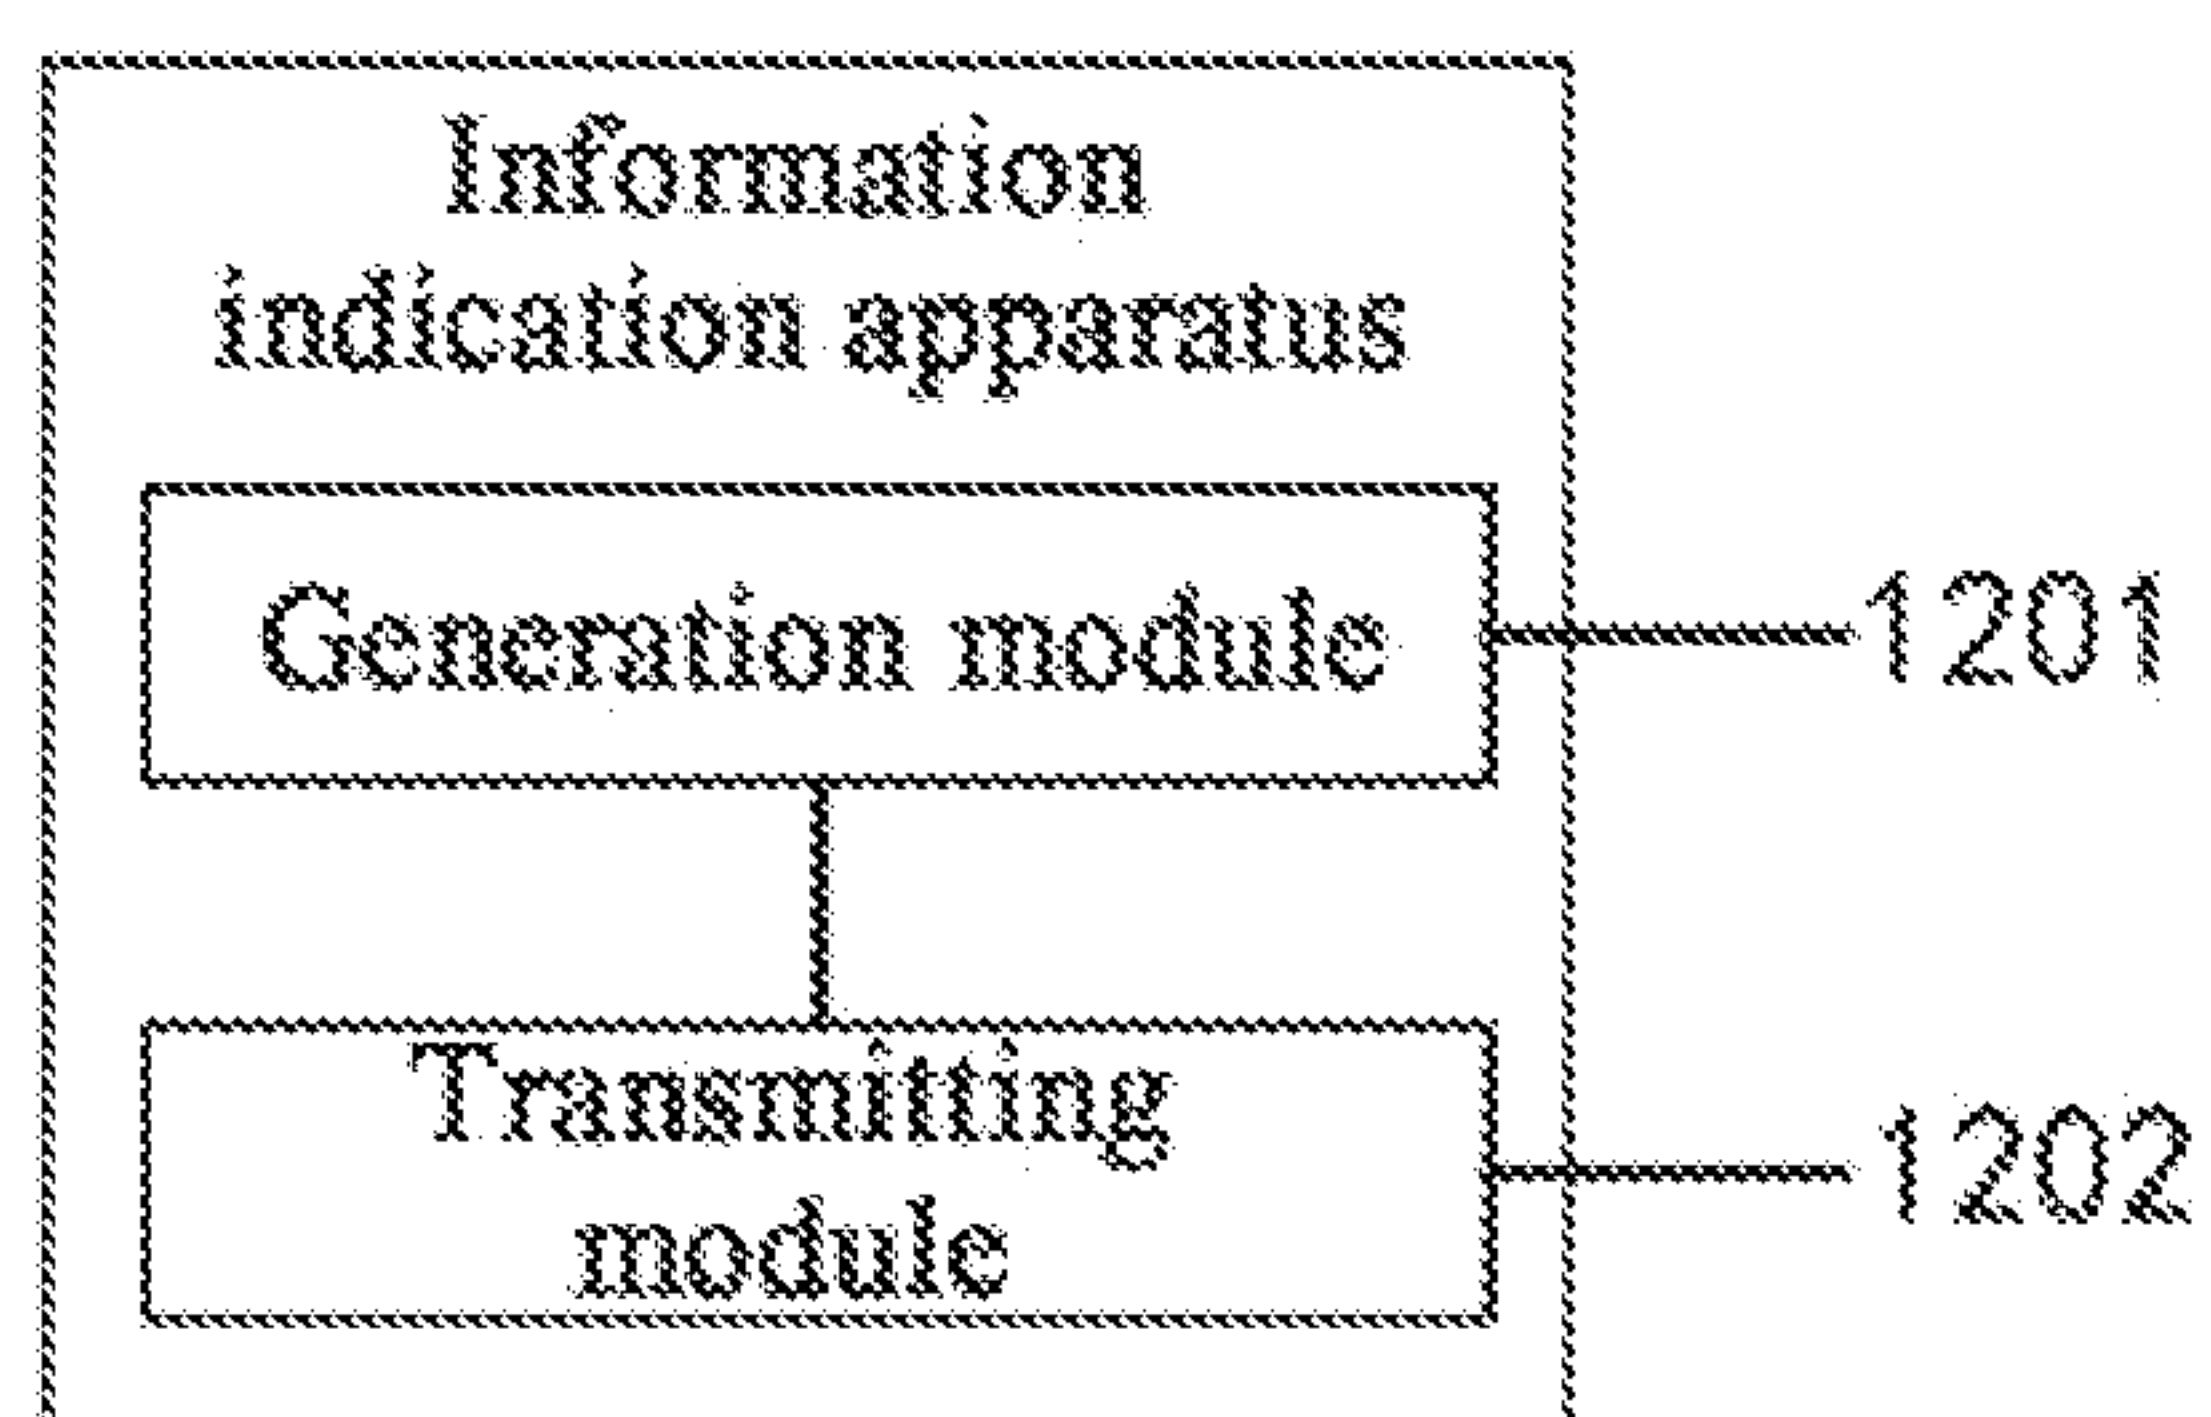 Information
indication apparatus
Generation module
1201
Transmitting
module
1202